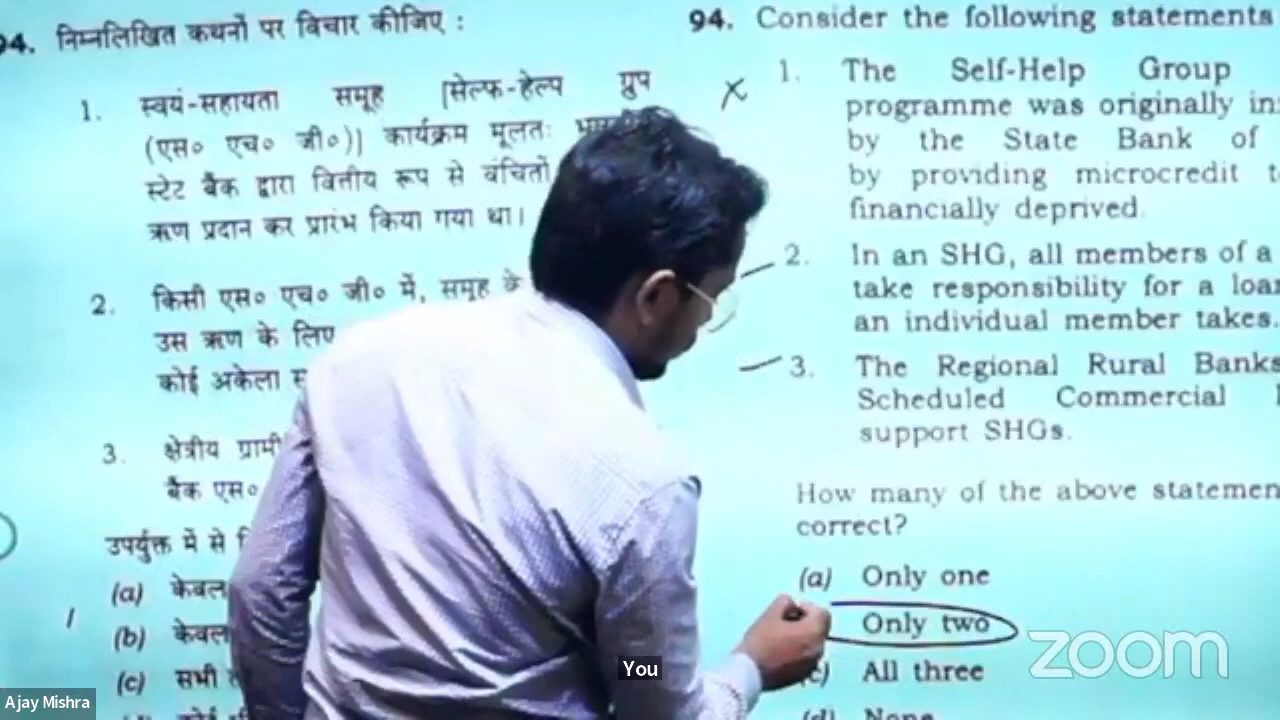 94. निम्नलिखित कथनों पर विचार कीजिए :
1. स्वयं-सहायता समूह [सेल्फ-हेल्प ग्रुप
(एस० एच० जी०)] कार्यक्रम मूलतः
स्टेट बैंक द्वारा वित्तीय रूप से वंचितों
ऋण प्रदान कर प्रारंभ किया गया था।
2. किसी एस० एच० जी० में, समूह के
उस ऋण के लिए
कोई अकेला
3. क्षेत्रीय
बैंक एस०
उपर्युक्त में से
(a) केवल
(b) केवल
(c) सभी
94. Consider the following statements
1. The Self-Help Group
programme was originally
by the State Bank of
by providing microcredit
financially deprived.
2. In an SHG, all members of a
take responsibility for a
an individual member takes.
3. The Regional Rural Banks
Scheduled Commercial
support SHGs.
How many of the above
correct?
(a) Only one
Only two
(c) All three
(d) None
zoom
You
Ajay Mishra